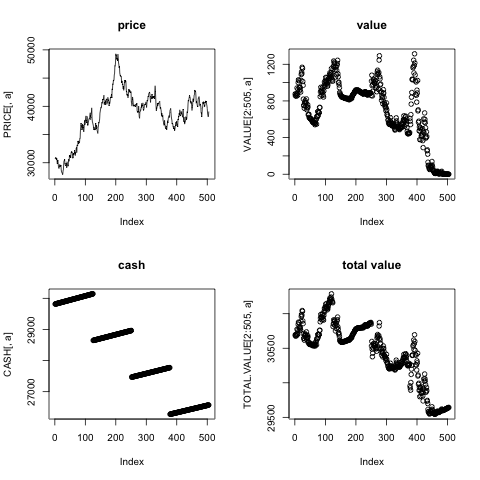 price
PRICE[, a]
30000 40000 50000
0 100 200 300 400 500
Index
value
VALUE[2:505, a]
0 400 800 1200
0 100 200 300 400 500
Index
cash
CASH[, a]
27000 29000
0 100 200 300 400 500
Index
total value
TOTAL.VALUE[2:505, a]
29500 30500
0 100 200 300 400 500
Index